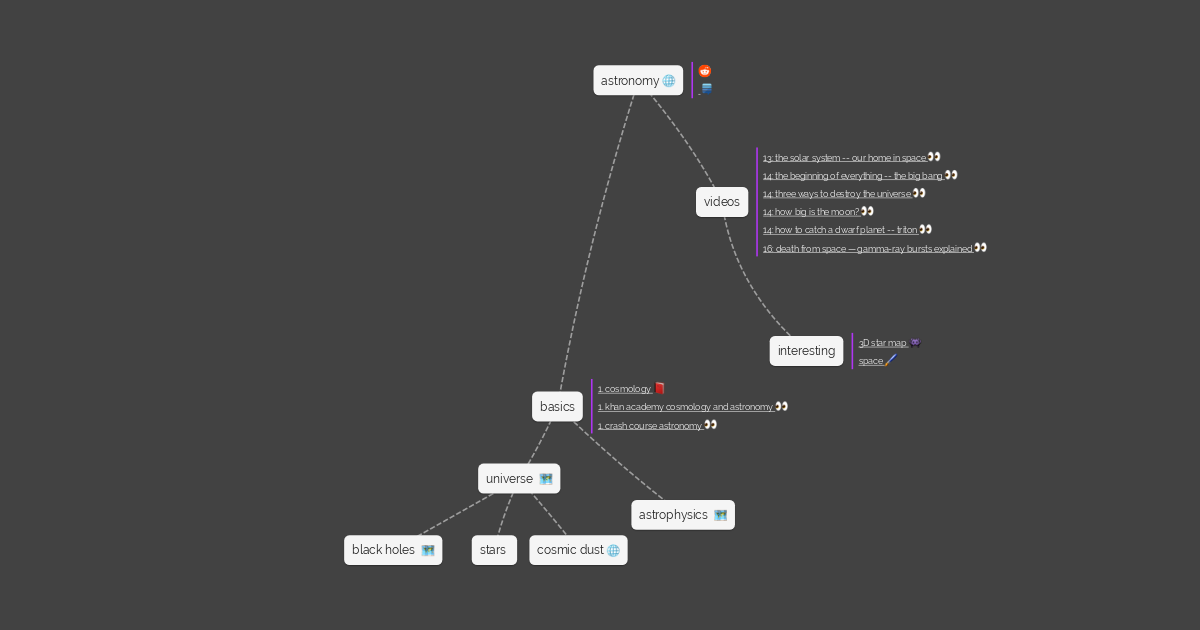 astronomy
13: the solar system -- our home in space
14: the beginning of everything -- the big bang
14: three ways to destroy the universe
videos
14: how big is the moon?
14: how to catch a dwarf planet -- triton
16: death from space — gamma-ray bursts explained
interesting
3D star map
space
basics
1. cosmology
1. khan academy cosmology and astronomy
1. crash course astronomy
universe
astrophysics
black holes
stars
cosmic dust